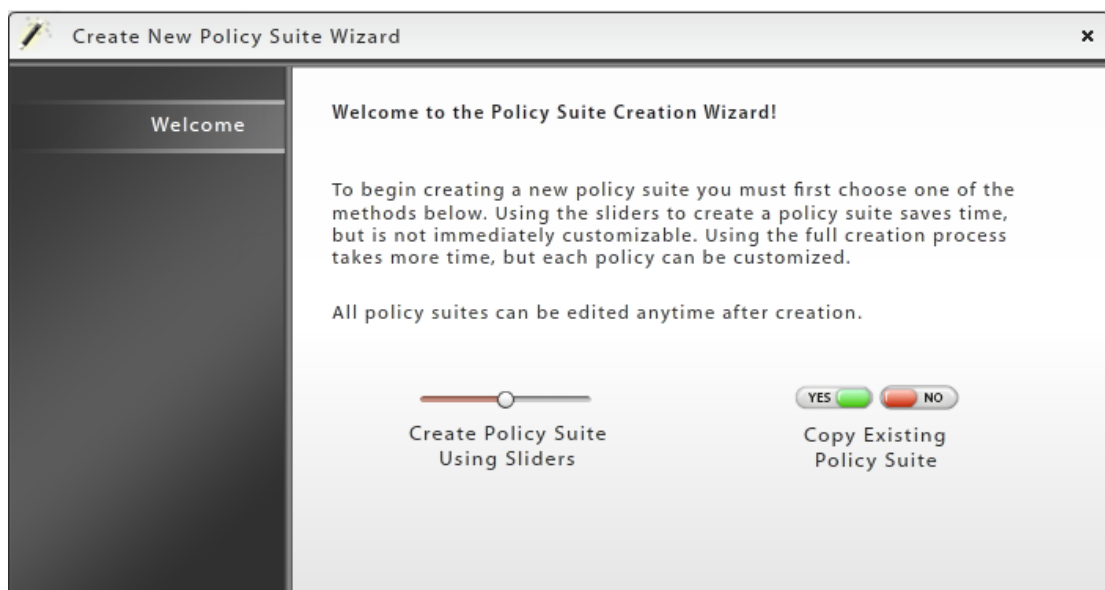 Create New Policy Suite Wizard
Welcome
Welcome to the Policy Suite Creation Wizard!
To begin creating a new policy suite you must first choose one of the
methods below. Using the sliders to create a policy suite saves time,
but is not immediately customizable. Using the full creation process
takes more time, but each policy can be customized.
All policy suites can be edited anytime after creation.
YES NO
Create Policy Suite
Using Sliders
Copy Existing
Policy Suite